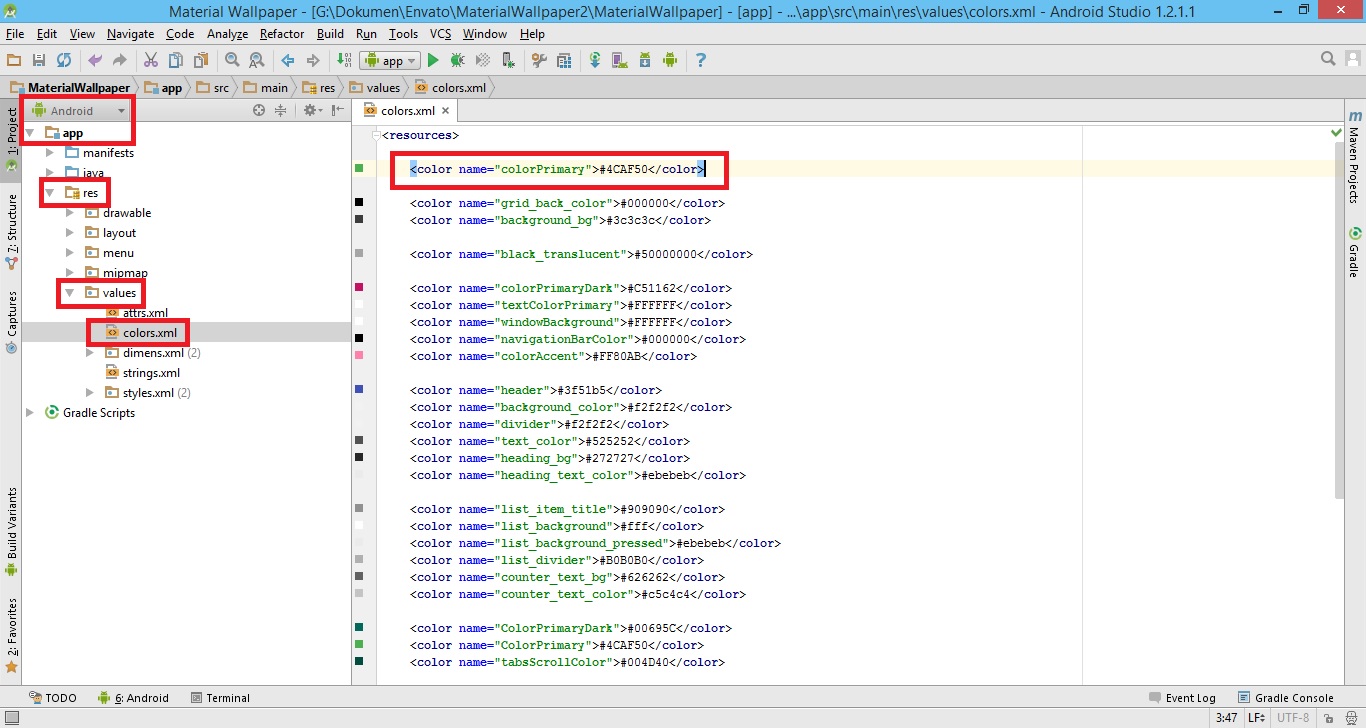 Material Wallpaper - [G:\Dokumen\Envato\MaterialWallpaper2\MaterialWallpaper] - [app] - ...\app\src\main\res\values\colors.xml - Android Studio 1.2.1.1
File Edit View Navigate Code Analyze Refactor Build Run Tools VCS Window Help
app
MaterialWallpaper app src main res values colors.xml
1: Project
7: Structure
Captures
Build Variants
2: Favorites
Android
app
manifests
java
res
drawable
layout
menu
mipmap
values
attrs.xml
colors.xml
dimens.xml (2)
strings.xml
styles.xml (2)
Gradle Scripts
colors.xml
<resources>
<color name="colorPrimary">#4CAF50</color>
<color name="grid_back_color">#000000</color>
<color name="background_bg">#3c3c3c</color>
<color name="black_translucent">#50000000</color>
<color name="colorPrimaryDark">#C51162</color>
<color name="textColorPrimary">#FFFFFF</color>
<color name="windowBackground">#FFFFFF</color>
<color name="navigationBarColor">#000000</color>
<color name="colorAccent">#FF80AB</color>
<color name="header">#3f51b5</color>
<color name="background_color">#f2f2f2</color>
<color name="divider">#f2f2f2</color>
<color name="text_color">#525252</color>
<color name="heading_bg">#272727</color>
<color name="heading_text_color">#ebebeb</color>
<color name="list_item_title">#909090</color>
<color name="list_background">#fff</color>
<color name="list_background_pressed">#ebebeb</color>
<color name="list_divider">#B0B0B0</color>
<color name="counter_text_bg">#626262</color>
<color name="counter_text_color">#c5c4c4</color>
<color name="ColorPrimaryDark">#00695C</color>
<color name="ColorPrimary">#4CAF50</color>
<color name="tabsScrollColor">#004D40</color>
m
Maven Projects
Gradle
TODO 6: Android Terminal Event Log Gradle Console
3:47 LF UTF-8